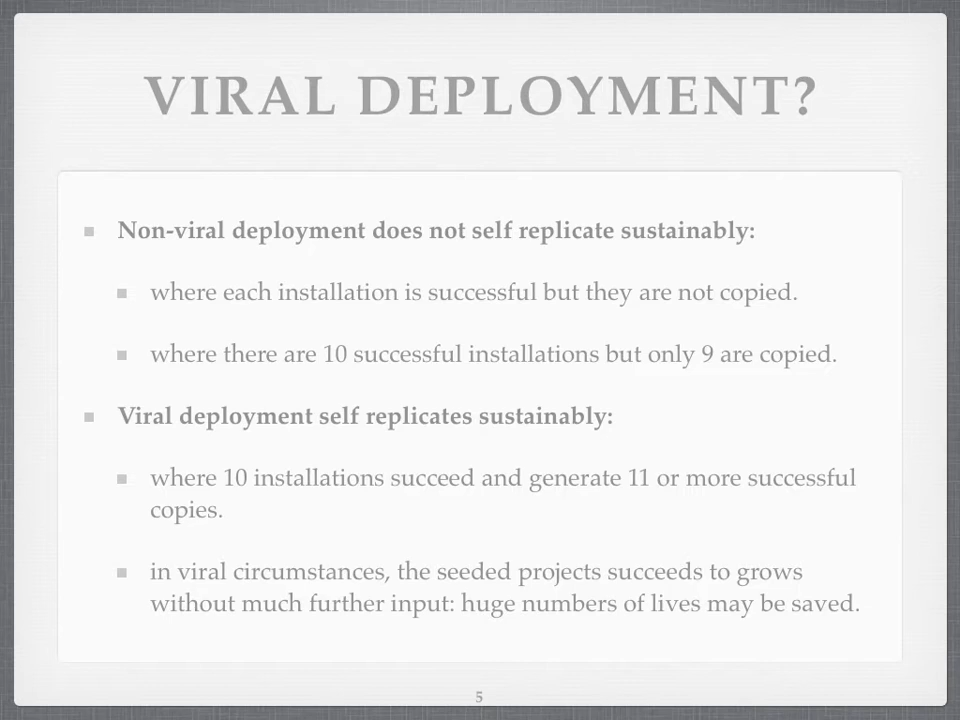 VIRAL DEPLOYMENT?
Non-viral deployment does not self replicate sustainably:
where each installation is successful but they are not copied.
where there are 10 successful installations but only 9 are copied.
Viral deployment self replicates sustainably:
where 10 installations succeed and generate 11 or more successful
copies.
in viral circumstances, the seeded projects succeeds to grows
without much further input: huge numbers of lives may be saved.
5